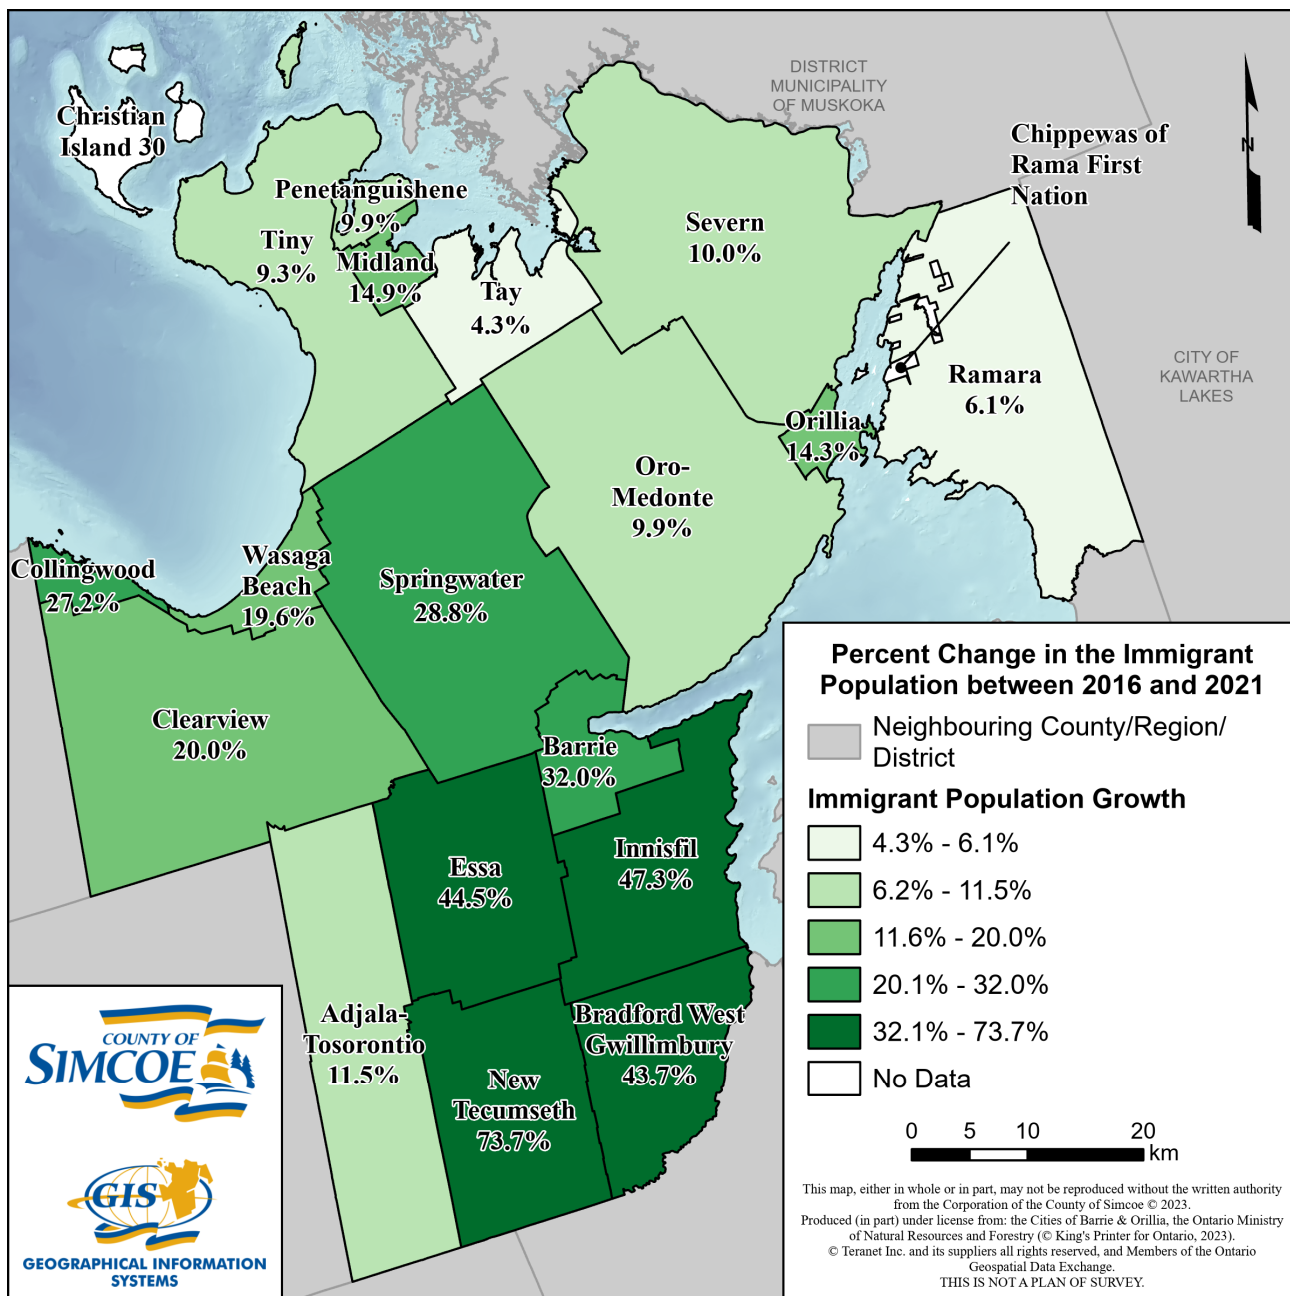 DISTRICT
MUNICIPALITY
OF MUSKOKA
Christian
Island 30
Chippewas of
Rama First
Nation
N
Penetanguishene
9.9%
Severn
10.0%
Tiny
9.3%
Midland
14.9%
Tay
4.3%
CITY OF
KAWARTHA
LAKES
Ramara
6.1%
Orillia
14.3%
Oro-
Medonte
9.9%
Collingwood
27.2%
Wasaga
Beach
19.6%
Springwater
28.8%
Clearview
20.0%
Barrie
32.0%
Essa
44.5%
Innisfil
47.3%
Adjala-
Tosorontio
11.5%
Bradford West
Gwillimbury
43.7%
New
Tecumseth
73.7%
Percent Change in the Immigrant
Population between 2016 and 2021
Neighbouring County/Region/
District
Immigrant Population Growth
4.3% - 6.1%
6.2% - 11.5%
11.6% - 20.0%
20.1% - 32.0%
32.1% - 73.7%
No Data
0 5 10 20
km
This map, either in whole or in part, may not be reproduced without the written authority
from the Corporation of the County of Simcoe © 2023.
Produced (in part) under license from: the Cities of Barrie & Orillia, the Ontario Ministry
of Natural Resources and Forestry (© King's Printer for Ontario, 2023).
© Teranet Inc. and its suppliers all rights reserved, and Members of the Ontario
Geospatial Data Exchange.
THIS IS NOT A PLAN OF SURVEY.
COUNTY OF
SIMCOE
GIS
GEOGRAPHICAL INFORMATION
SYSTEMS